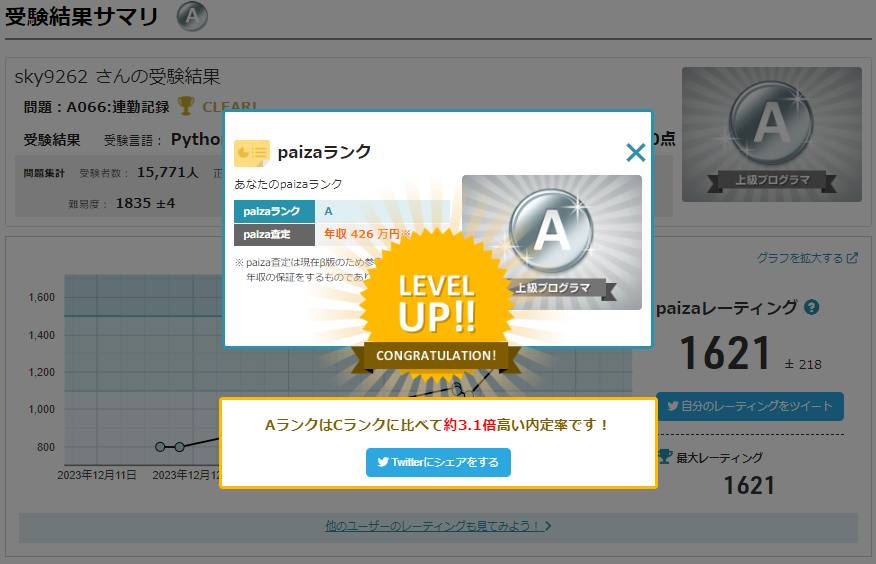 受験結果サマリ A
sky9262 さんの受験結果
問題：A066:連勤記録 CLEAR!
受験結果 受験言語： Pytho
0点
問題集計 受験者数： 15,771人 正
難易度： 1835 ±4
A
上級プログラマ
paizaランク
あなたのpaizaランク
paizaランク A
paiza査定 年収 426 万円※
※ paiza査定は現在β版のため参
年収の保証をするものであり
A
上級プログラマ
LEVEL
UP!!
CONGRATULATION!
AランクはCランクに比べて約3.1倍高い内定率です！
Twitterにシェアをする
グラフを拡大する
1,600
1,400
1,200
1,000
800
2023年12月11日 2023年12月
paizaレーティング ?
1621 ± 218
自分のレーティングをツイート
最大レーティング
1621
他のユーザーのレーティングも見てみよう！